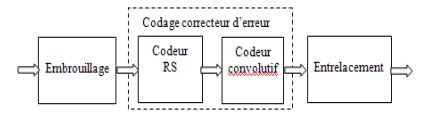 Codage correcteur d'erreur
Embrouillage
Codeur
RS
Codeur
convolutif
Entrelacement